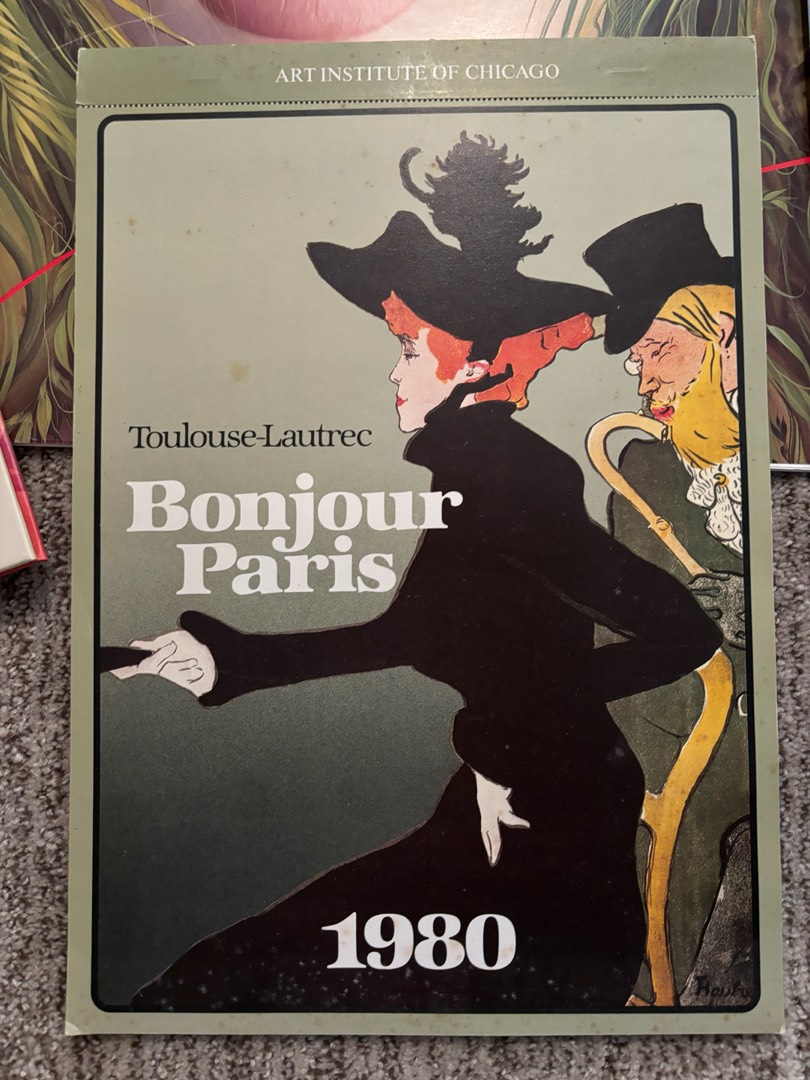 ART INSTITUTE OF CHICAGO
Toulouse-Lautrec
Bonjour
Paris
1980